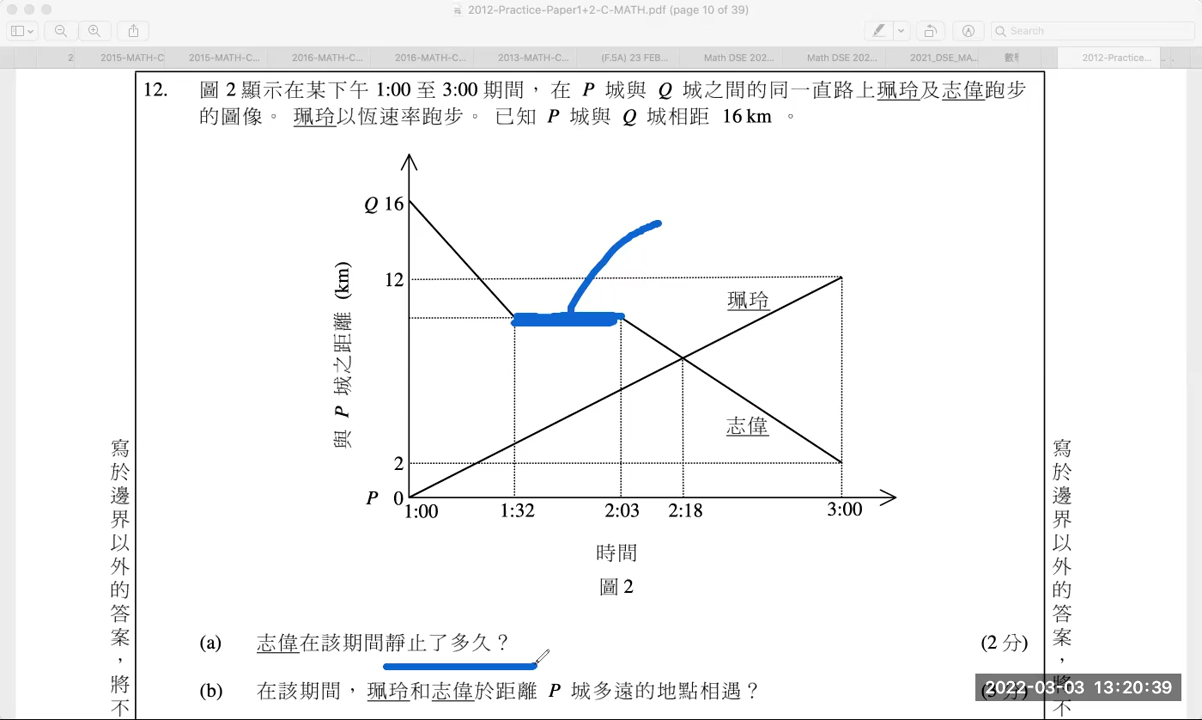 2012-Practice-Paper1+2-C-MATH.pdf (page 10 of 39)
Search
2 2015-MATH-C 2015-MATH-C... 2016-MATH-C... 2016-MATH-C... 2013-MATH-C... (F.5A) 23 FEB... Math DSE 202... Math DSE 202... 2021_DSE_MA... 2012-Practice...
12. 圖 2 顯示在某下午 1:00 至 3:00 期間，在 P 城與 Q 城之間的同一直路上珮玲及志偉跑步
的圖像。 珮玲以恆速率跑步。 已知 P 城與 Q 城相距 16 km 。
Q 16
12
2
P 0
與 P 城之距離 (km)
珮玲
志偉
1:00 1:32 2:03 2:18 3:00
時間
圖 2
(a) 志偉在該期間靜止了多久？ (2 分)
(b) 在該期間，珮玲和志偉於距離 P 城多遠的地點相遇？
寫於邊界以外的答案，將不
寫於邊界以外的答案，將不
2022-03-03 13:20:39